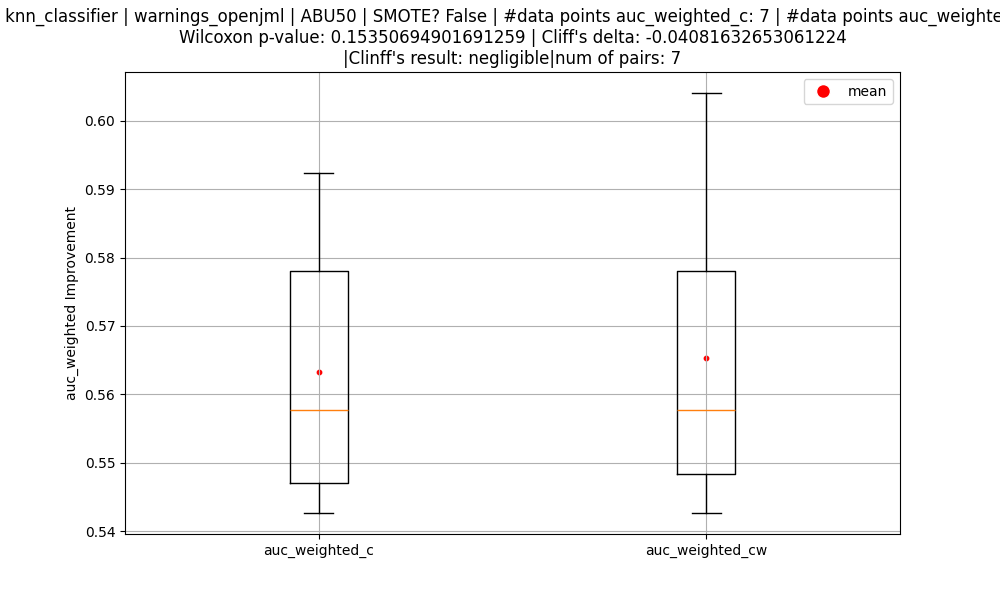 knn_classifier | warnings_openjml | ABU50 | SMOTE? False | #data points auc_weighted_c: 7 | #data points auc_weighte
Wilcoxon p-value: 0.15350694901691259 | Cliff's delta: -0.04081632653061224
|Clinff's result: negligible|num of pairs: 7
mean
0.60
0.59
0.58
0.57
0.56
0.55
0.54
auc_weighted Improvement
auc_weighted_c
auc_weighted_cw